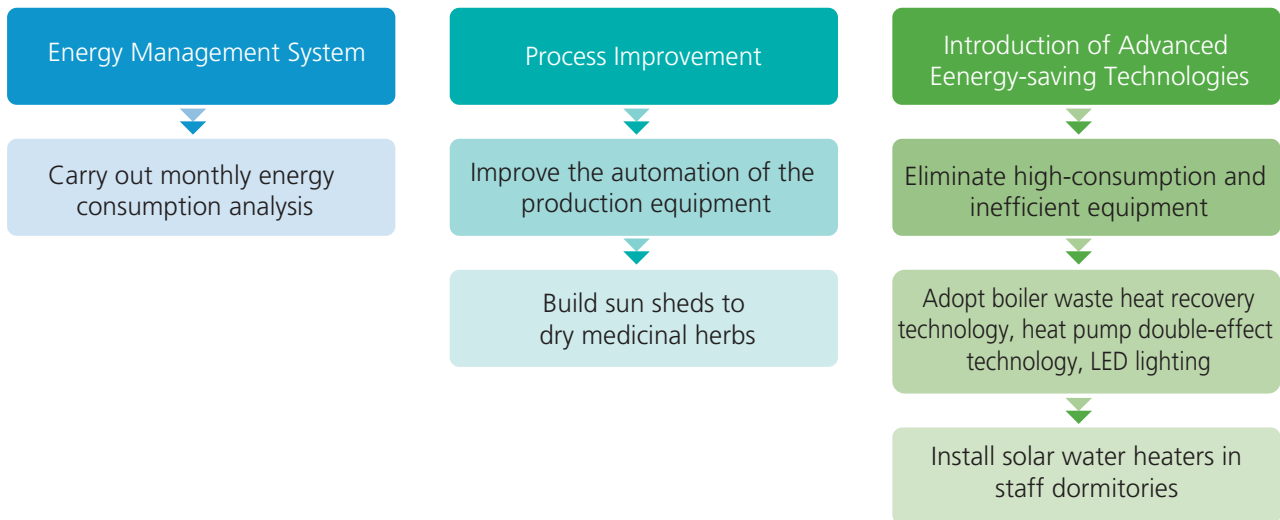 Energy Management System
Carry out monthly energy
consumption analysis
Process Improvement
Improve the automation of the
production equipment
Build sun sheds to
dry medicinal herbs
Introduction of Advanced
Eenergy-saving Technologies
Eliminate high-consumption and
inefficient equipment
Adopt boiler waste heat recovery
technology, heat pump double-effect
technology, LED lighting
Install solar water heaters in
staff dormitories